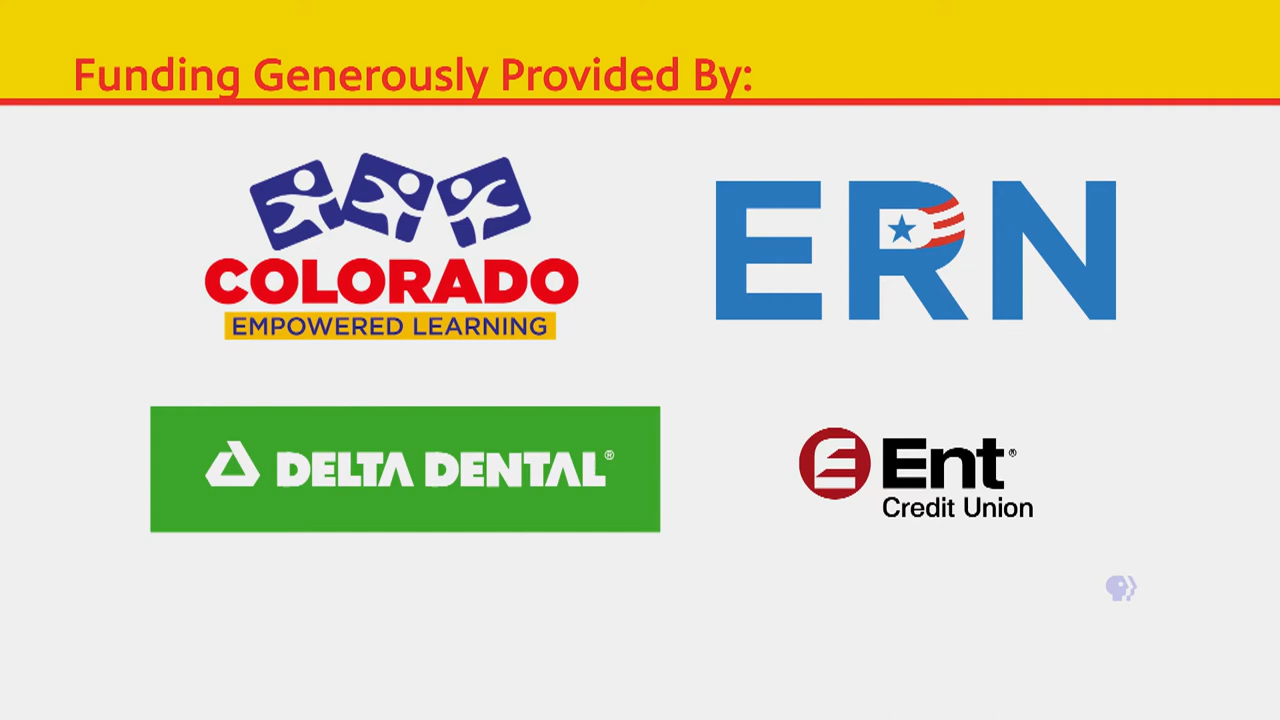 Funding Generously Provided By:
COLORADO
EMPOWERED LEARNING
ERN
DELTA DENTAL®
Ent®
Credit Union